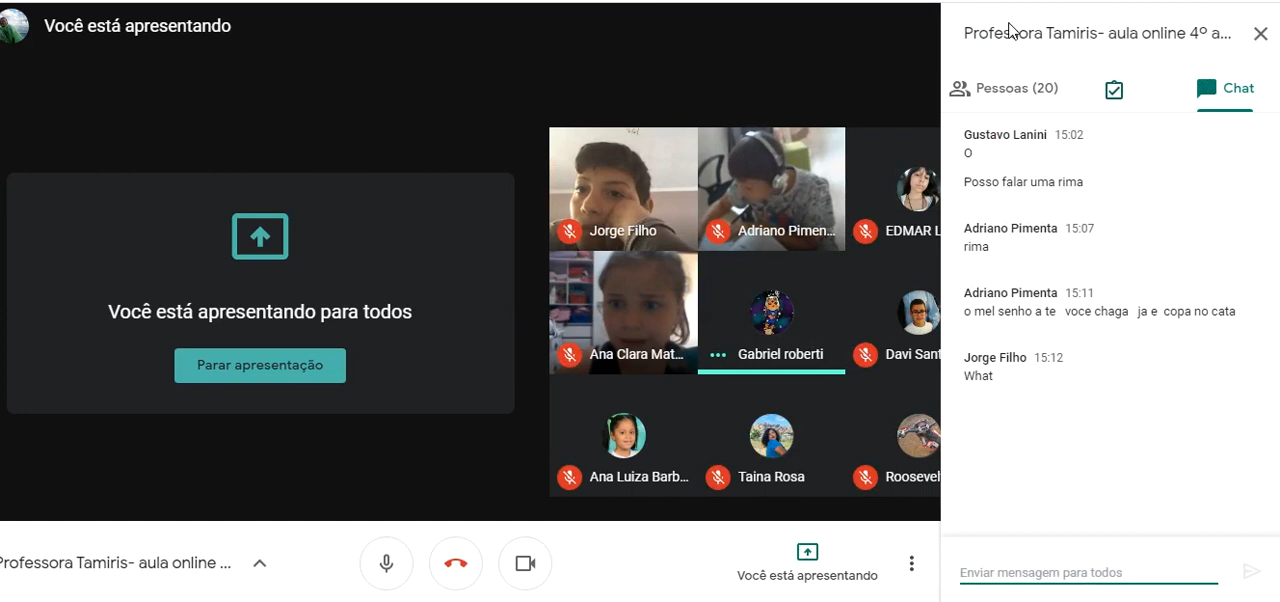 Você está apresentando
Professora Tamiris- aula online 4º a...
Pessoas (20)
Chat
Você está apresentando para todos
Parar apresentação
Jorge Filho
Adriano Pimen...
EDMAR L
Ana Clara Mat...
Gabriel roberti
Davi Sant
Ana Luiza Barb...
Taina Rosa
Roosevel
Gustavo Lanini 15:02
O
Posso falar uma rima
Adriano Pimenta 15:07
rima
Adriano Pimenta 15:11
o mel senho a te voce chaga ja e copa no cata
Jorge Filho 15:12
What
Professora Tamiris- aula online ...
Você está apresentando
Enviar mensagem para todos